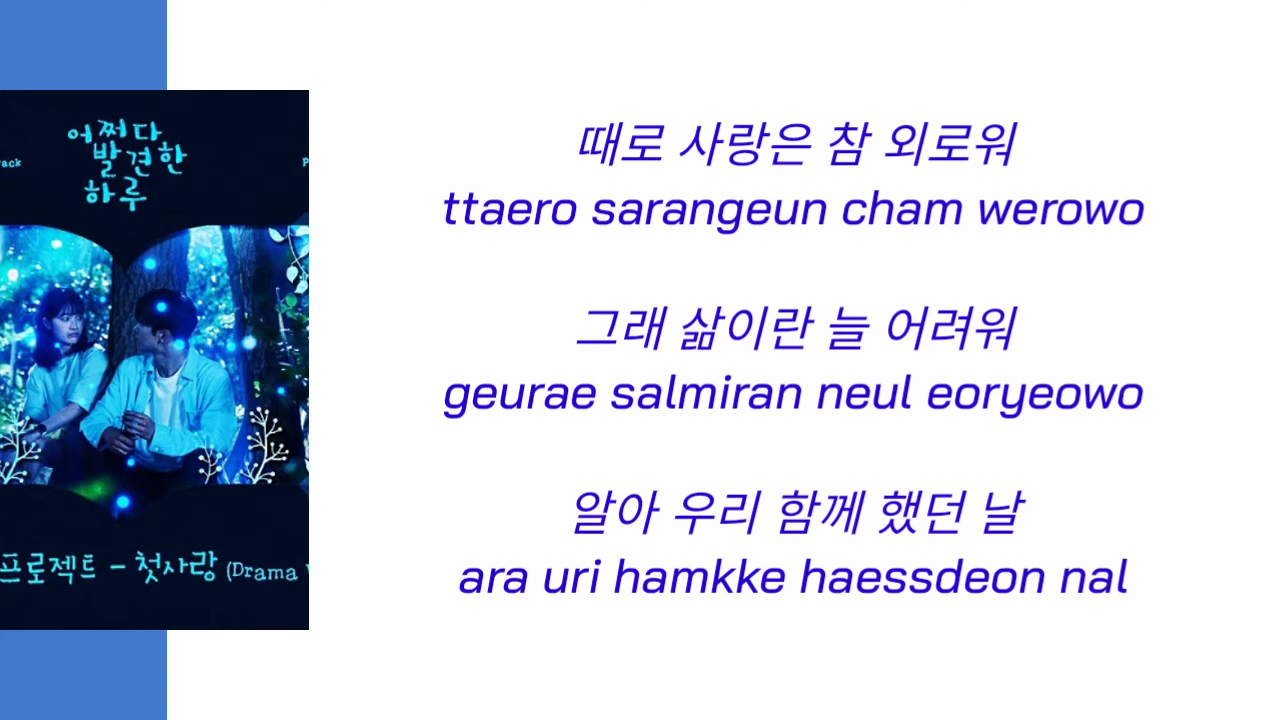 어쩌다
발견한
하루
프로젝트 - 첫사랑 (Drama
때로 사랑은 참 외로워
ttaero sarangeun cham werowo
그래 삶이란 늘 어려워
geurae salmiran neul eoryeowo
알아 우리 함께 했던 날
ara uri hamkke haessdeon nal